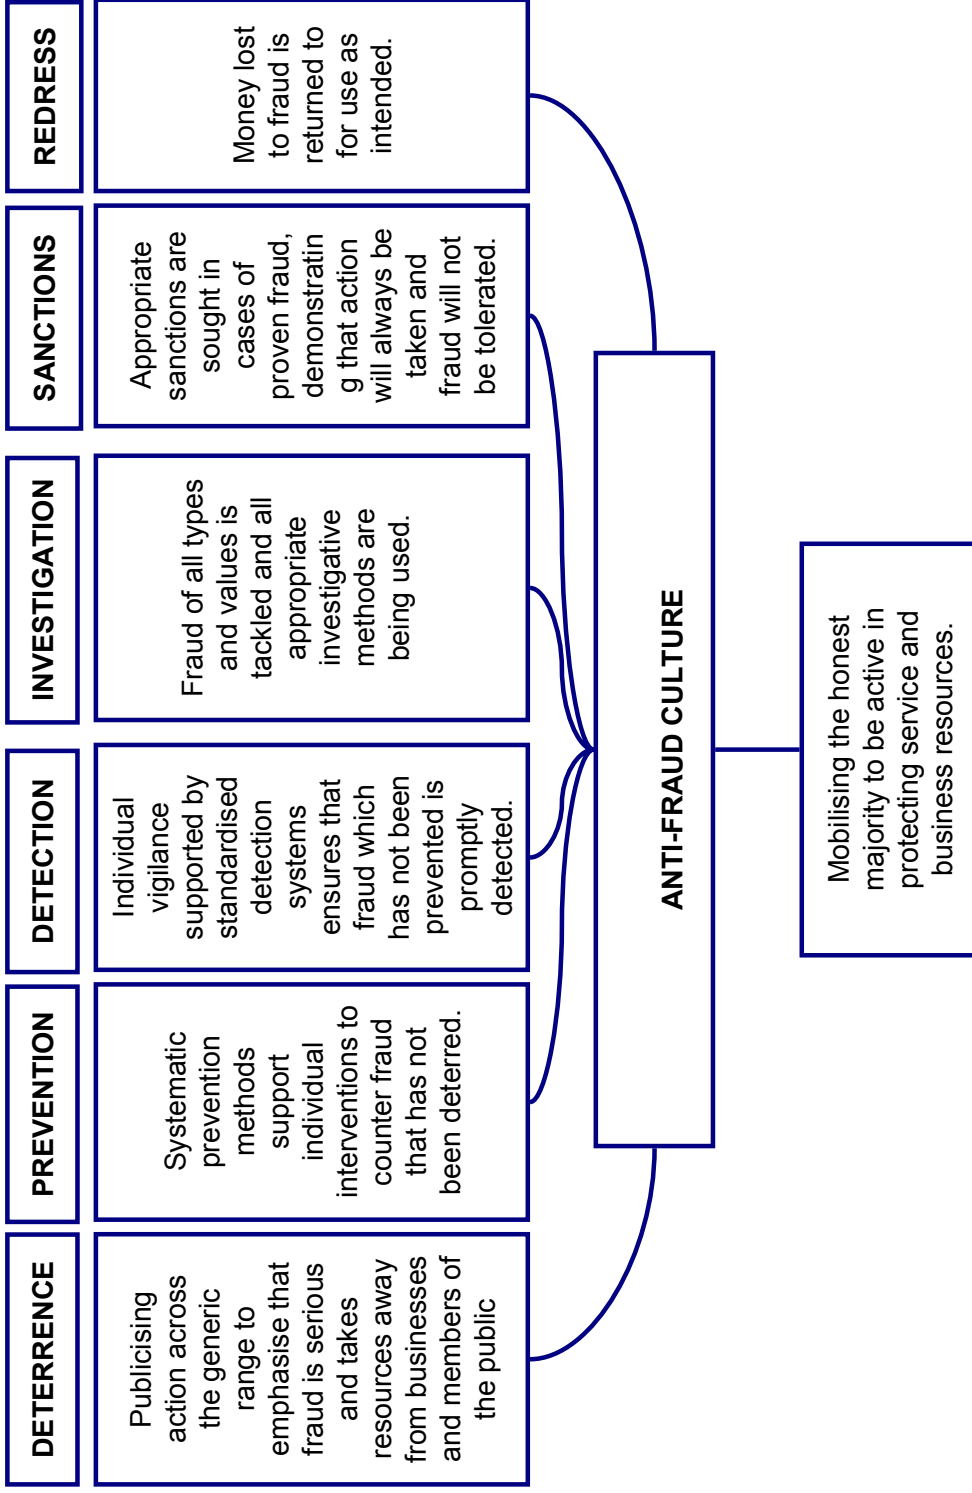 DETERRENCE
Publicising
action across
the generic
range to
emphasise that
fraud is serious
and takes
resources away
from businesses
and members of
the public
PREVENTION
Systematic
prevention
methods
support
individual
interventions to
counter fraud
that has not
been deterred.
DETECTION
Individual
vigilance
supported by
standardised
detection
systems
ensures that
fraud which
has not been
prevented is
promptly
detected.
INVESTIGATION
Fraud of all types
and values is
tackled and all
appropriate
investigative
methods are
being used.
SANCTIONS
Appropriate
sanctions are
sought in
cases of
proven fraud,
demonstratin
g that action
will always be
taken and
fraud will not
be tolerated.
REDRESS
Money lost
to fraud is
returned to
for use as
intended.
ANTI-FRAUD CULTURE
Mobilising the honest
majority to be active in
protecting service and
business resources.